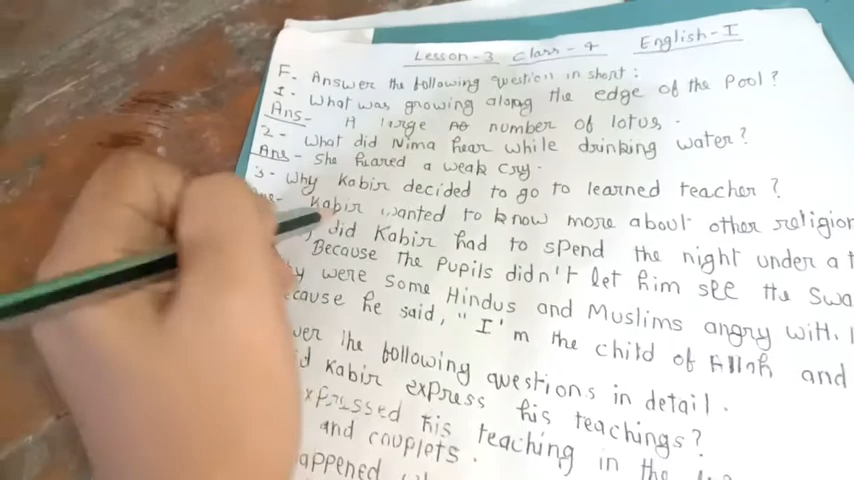 Lesson-3 Class-4 English-I
F. Answer the following question in short:
1- What was growing along the edge of the Pool?
Ans- A large number of lotus.
2- What did Nima hear while drinking water?
Ans- She heared a weak cry.
3- Why Kabir decided to go to learned teacher?
Kabir wanted to know more about other religion
did Kabir had to spend the night under a
Because the Pupils didn't let him see the Swa
were some Hindus and Muslims angry with
cause he said, "I'm the child of Allah and
the following questions in detail.
Kabir express his teachings?
his teaching in the
and couplets.
appened